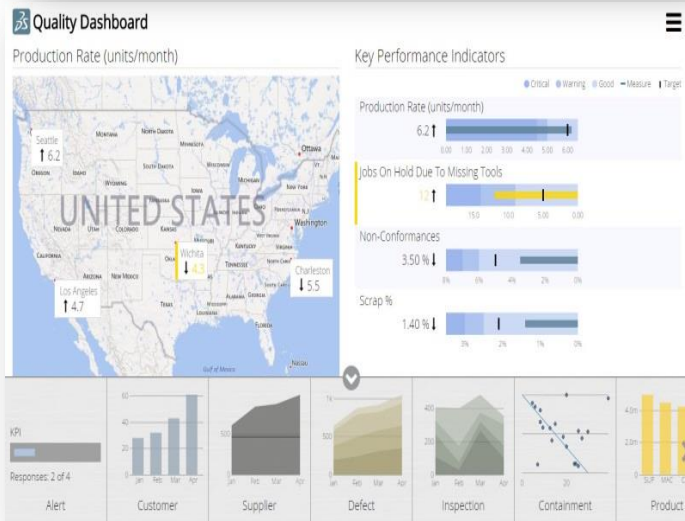 Quality Dashboard
Production Rate (units/month)
Seattle
↑ 6.2
MONTANA
NORTH DAKOTA
MINNESOTA
Ottawa
OREGON
IDAHO
SOUTH DAKOTA
WYOMING
MICHIGAN
IOWA
NEW YORK
UNITED STATES
NEVADA
UTAH
COLORADO
KANSAS
MISSOURI
Washington
CALIFORNIA
KENTUCKY
Wichita
↓ 4.3
TENNESSEE
Charleston
↓ 5.5
ARIZONA
NEW MEXICO
Los Angeles
↑ 4.7
TEXAS
ALABAMA
GEORGIA
FLORIDA
Gulf of Mexico
Nassau
Key Performance Indicators
Critical Warning Good Measure Target
Production Rate (units/month)
6.2 ↑
0.00 1.00 2.00 3.00 4.00 5.00 6.00
Jobs On Hold Due To Missing Tools
12 ↑
15.0 10.0 5.00 0.00
Non-Conformances
3.50 % ↓
8% 6% 4% 2% 0%
Scrap %
1.40 % ↓
3% 2% 1% 0%
KPI
Responses: 2 of 4
Alert
60
40
20
0
Jan Feb Mar Apr
Customer
500
0
Jan Feb Mar Apr
Supplier
1k
500
0
Jan Feb Mar Apr
Defect
400
200
0
Jan Feb Mar Apr
Inspection
0 20
Containment
4.0m
2.0m
0
SUP MAC
Product